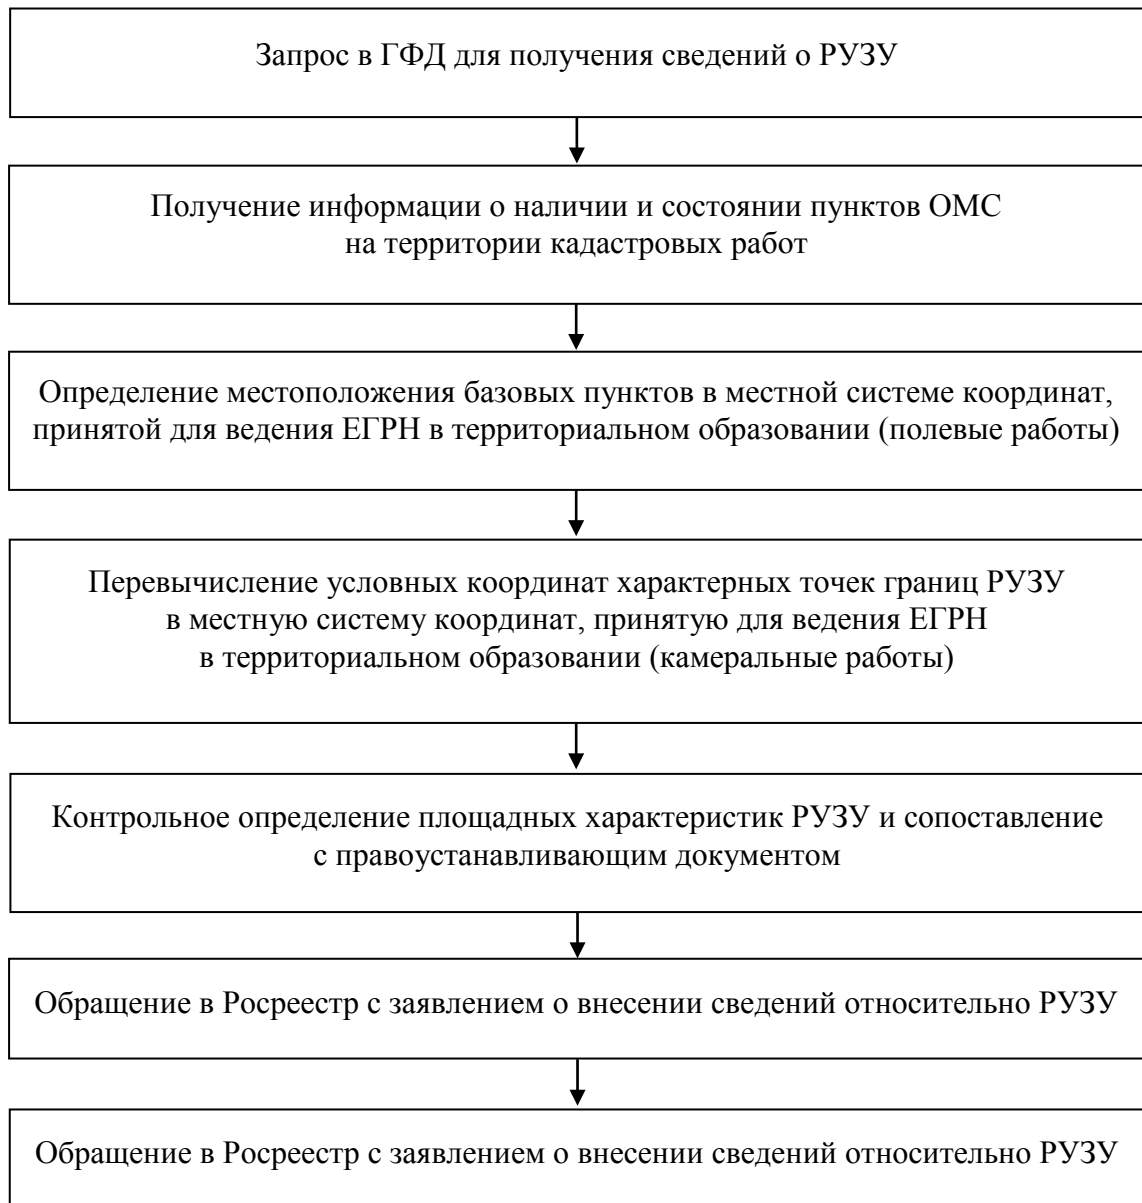 Запрос в ГФД для получения сведений о РУЗУ
Получение информации о наличии и состоянии пунктов ОМС
на территории кадастровых работ
Определение местоположения базовых пунктов в местной системе координат,
принятой для ведения ЕГРН в территориальном образовании (полевые работы)
Перевычисление условных координат характерных точек границ РУЗУ
в местную систему координат, принятую для ведения ЕГРН
в территориальном образовании (камеральные работы)
Контрольное определение площадных характеристик РУЗУ и сопоставление
с правоустанавливающим документом
Обращение в Росреестр с заявлением о внесении сведений относительно РУЗУ
Обращение в Росреестр с заявлением о внесении сведений относительно РУЗУ